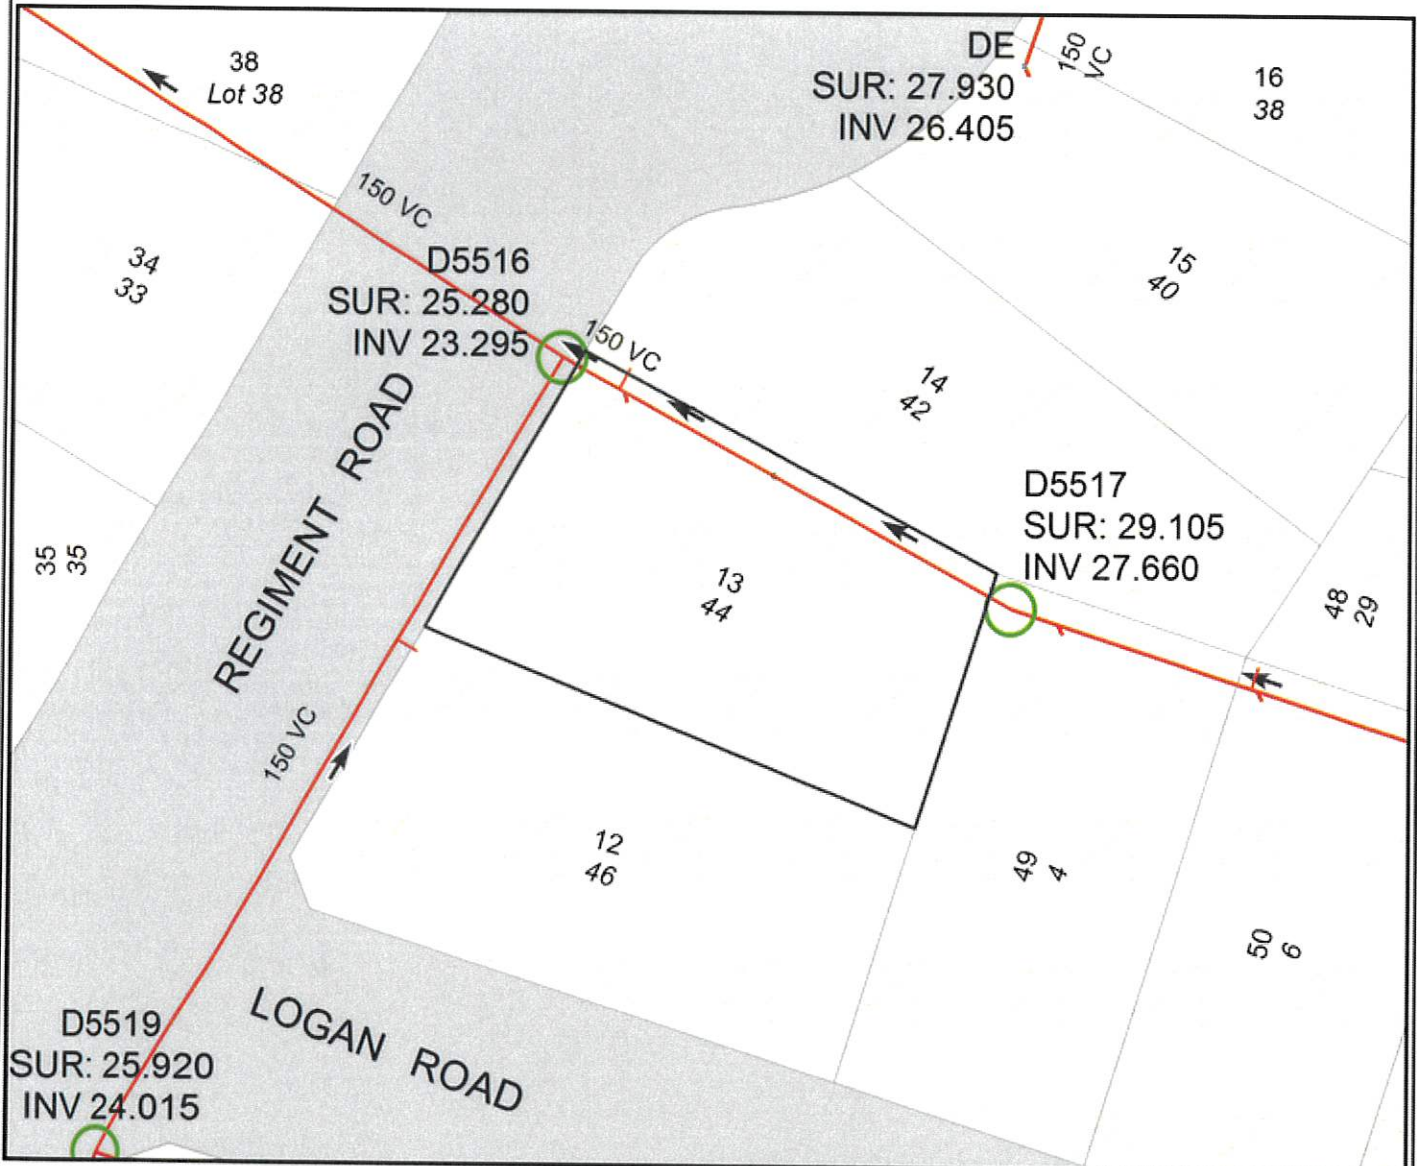 38
Lot 38
DE
SUR: 27.930
INV 26.405
150
VC
16
38
150 VC
34
33
D5516
SUR: 25.280
INV 23.295
150 VC
15
40
14
42
REGIMENT ROAD
D5517
SUR: 29.105
INV 27.660
35
35
13
44
48
29
150 VC
12
46
49
4
50
6
LOGAN ROAD
D5519
SUR: 25.920
INV 24.015